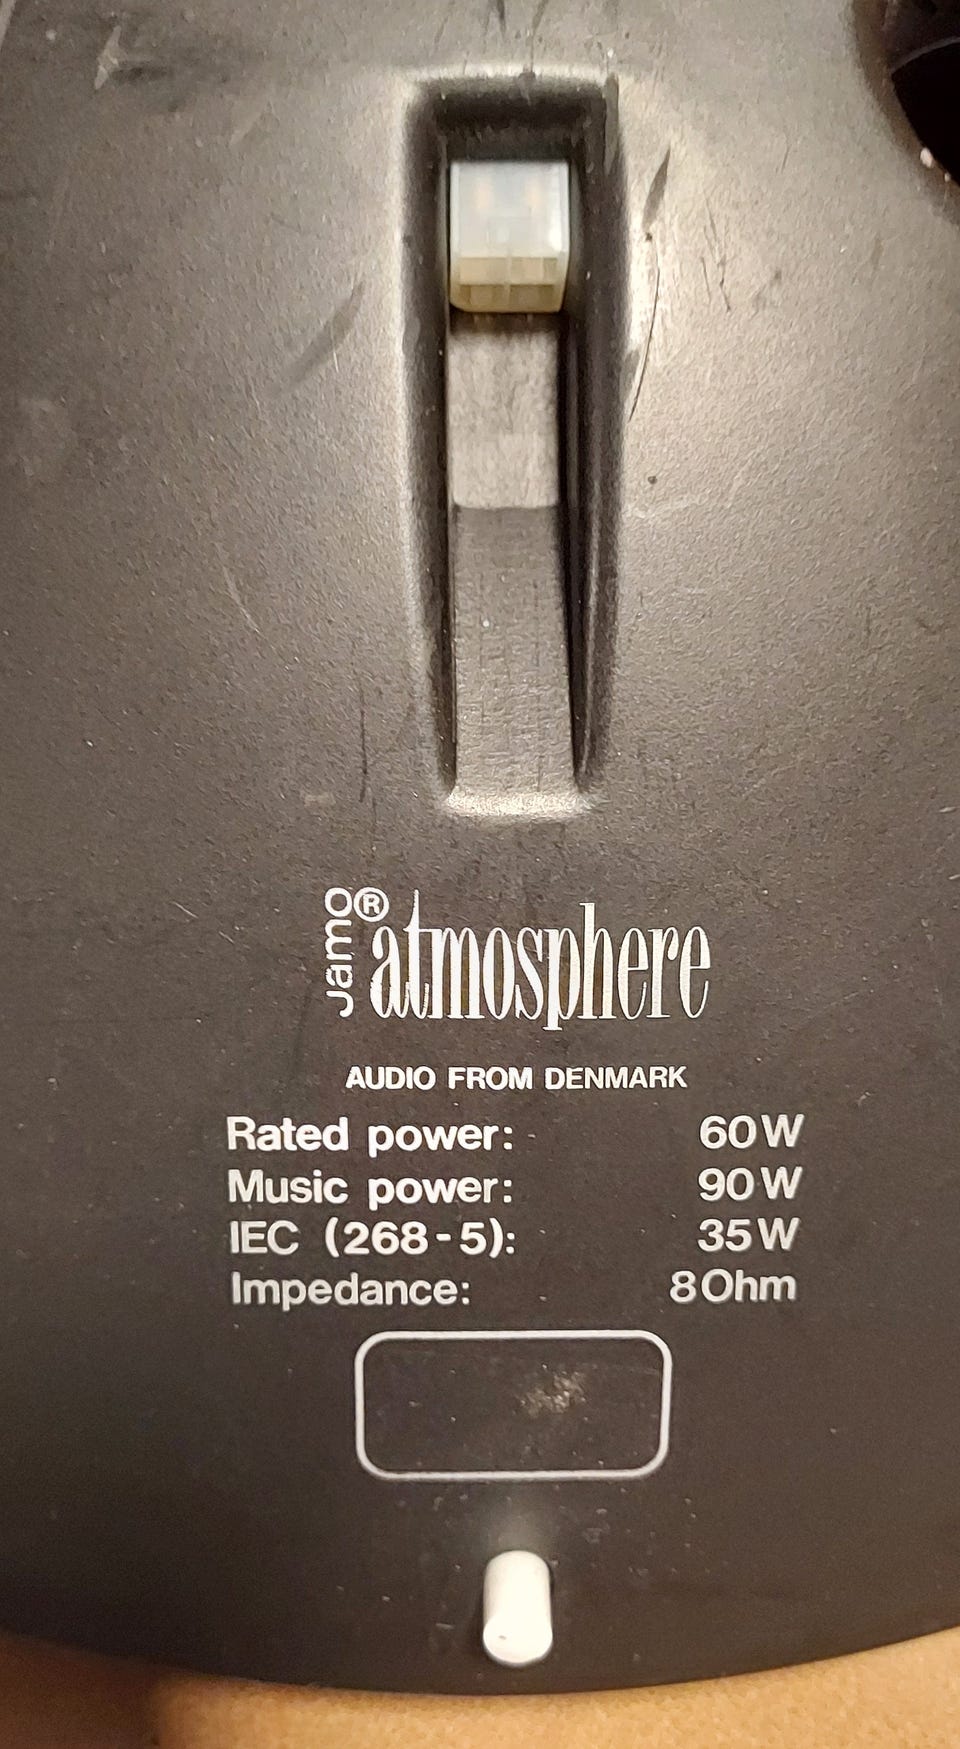 Jamo® atmosphere
AUDIO FROM DENMARK
Rated power: 60W
Music power: 90W
IEC (268-5): 35W
Impedance: 8Ohm